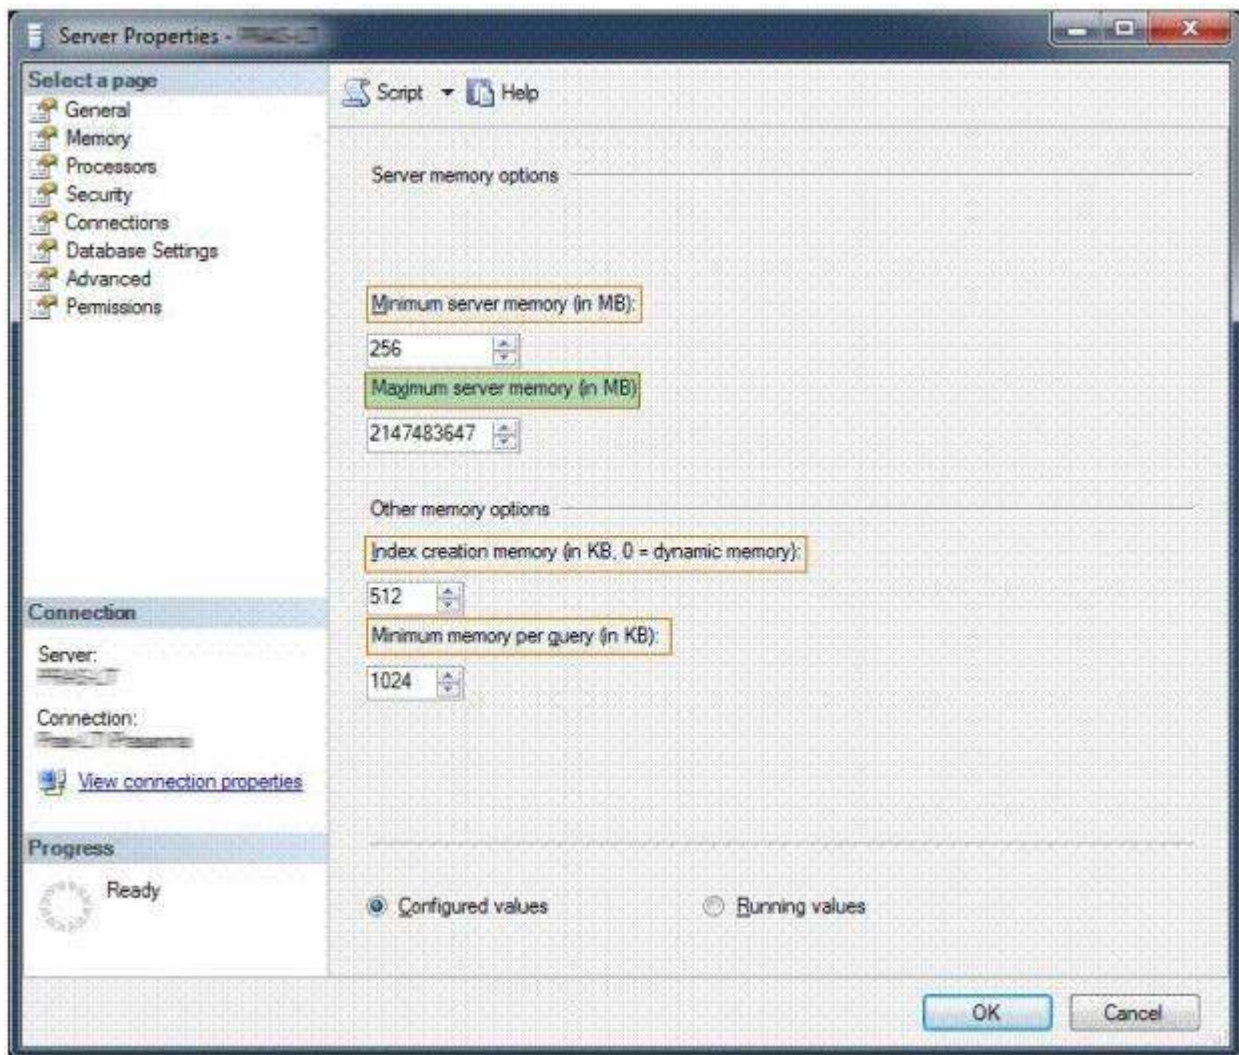 Server Properties -
Select a page
General
Memory
Processors
Security
Connections
Database Settings
Advanced
Permissions
Connection
Server:
Connection:
View connection properties
Progress
Ready
Script Help
Server memory options
Minimum server memory (in MB):
256
Maximum server memory (in MB)
2147483647
Other memory options
Index creation memory (in KB, 0 = dynamic memory):
512
Minimum memory per query (in KB):
1024
Configured values Running values
OK Cancel